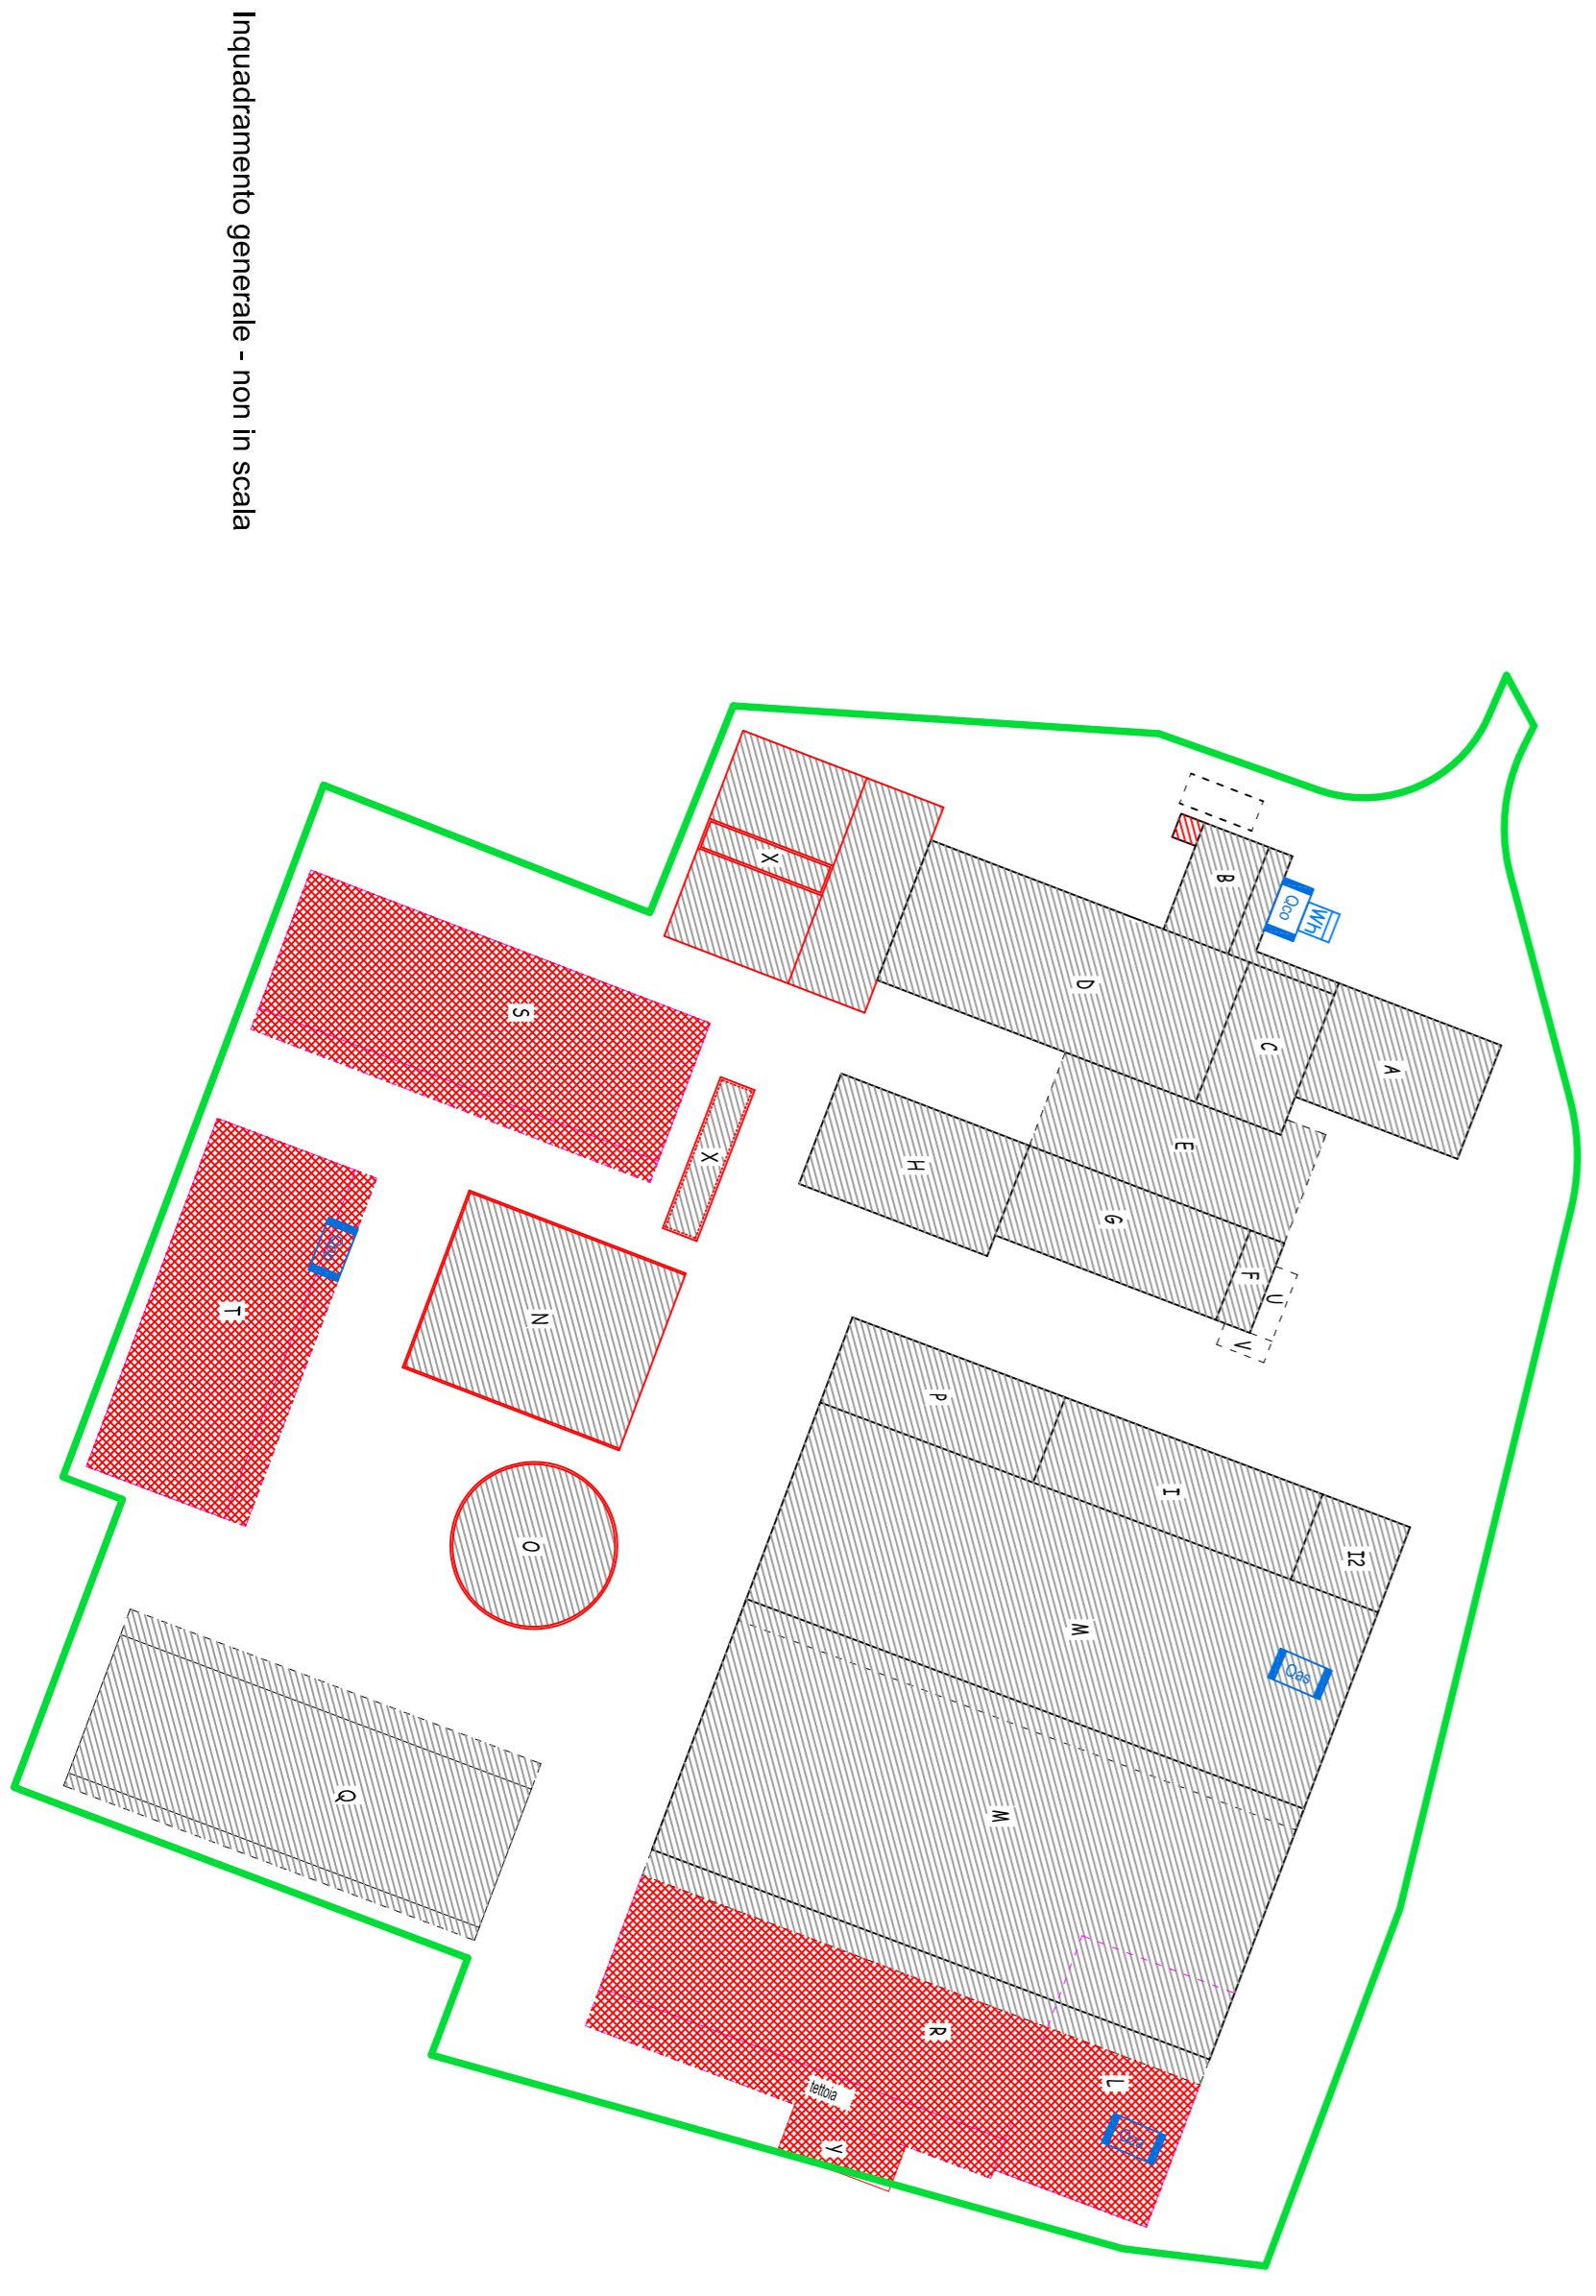 Inquadramento generale - non in scala
X
B
Qco
Wh
D
C
A
S
X
E
H
G
F
U
V
T
N
P
I
I2
O
M
Qas
Q
M
R
L
tettoia
Y